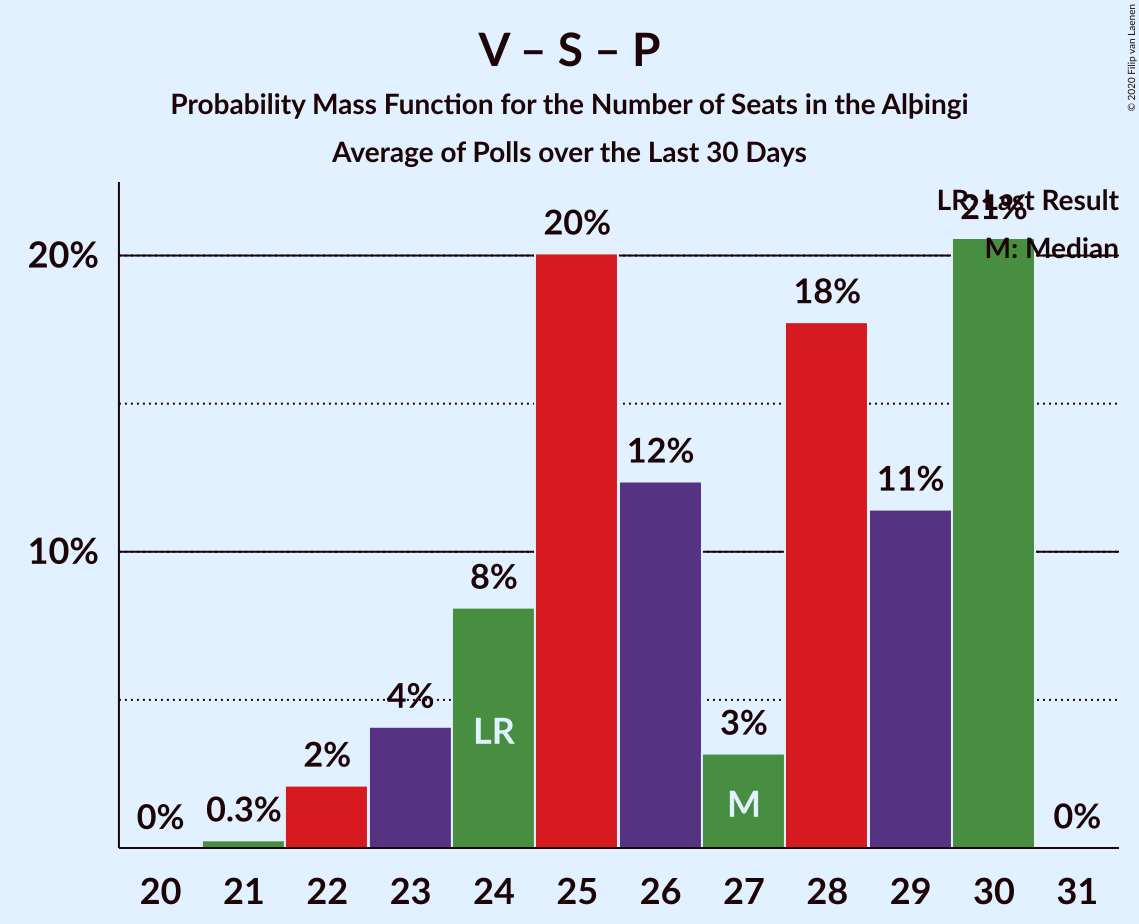 V – S – P
Probability Mass Function for the Number of Seats in the Alþingi
Average of Polls over the Last 30 Days
© 2020 Filip van Laenen
LR: Last Result
M: Median
20%
10%
0%
0.3%
2%
4%
8%
20%
12%
3%
18%
11%
21%
0%
LR
M
20 21 22 23 24 25 26 27 28 29 30 31